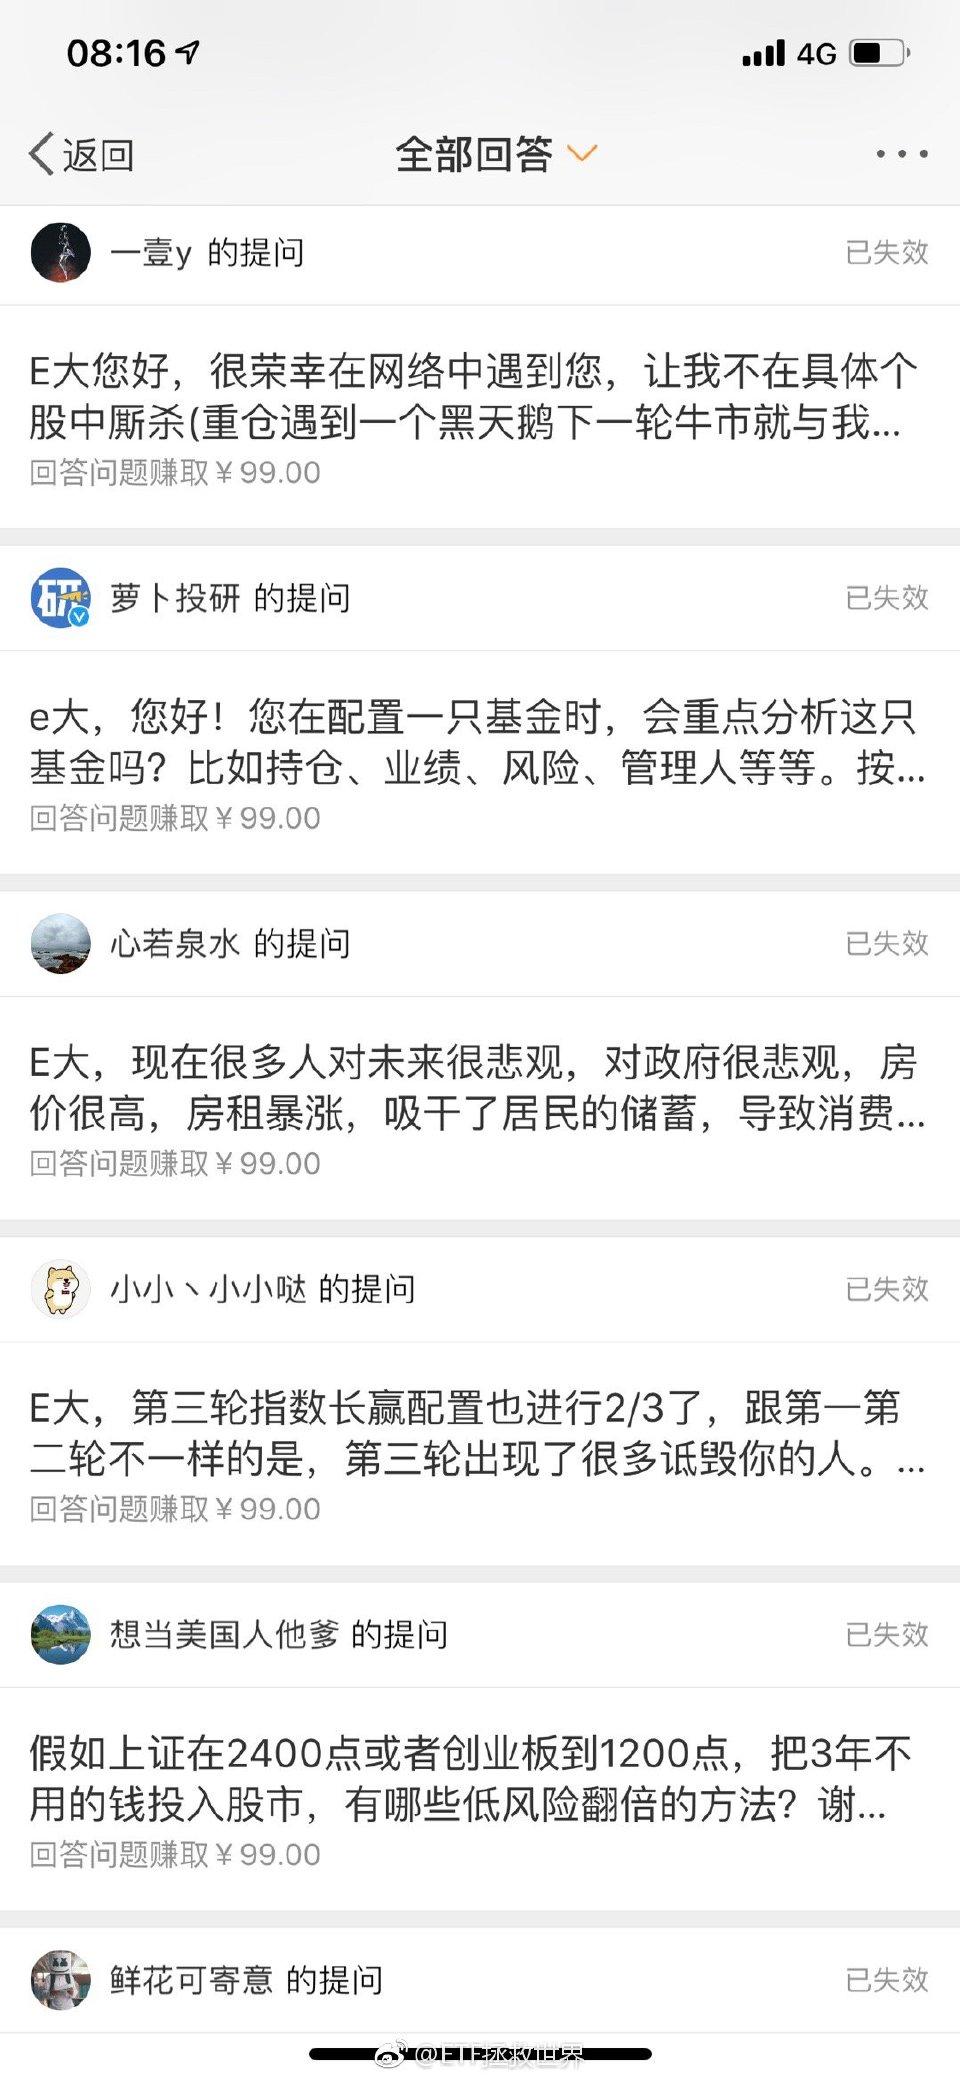 08:16
4G
返回
全部回答
一壹y 的提问
已失效
E大您好，很荣幸在网络中遇到您，让我不在具体个
股中厮杀(重仓遇到一个黑天鹅下一轮牛市就与我...
回答问题赚取¥99.00
研
萝卜投研 的提问
已失效
e大，您好！您在配置一只基金时，会重点分析这只
基金吗？比如持仓、业绩、风险、管理人等等。按...
回答问题赚取¥99.00
心若泉水 的提问
已失效
E大，现在很多人对未来很悲观，对政府很悲观，房
价很高，房租暴涨，吸干了居民的储蓄，导致消费...
回答问题赚取¥99.00
小小丶小小哒 的提问
已失效
E大，第三轮指数长赢配置也进行2/3了，跟第一第
二轮不一样的是，第三轮出现了很多诋毁你的人。...
回答问题赚取¥99.00
想当美国人他爹 的提问
已失效
假如上证在2400点或者创业板到1200点，把3年不
用的钱投入股市，有哪些低风险翻倍的方法？谢...
回答问题赚取¥99.00
鲜花可寄意 的提问
已失效
@ETF拯救世界